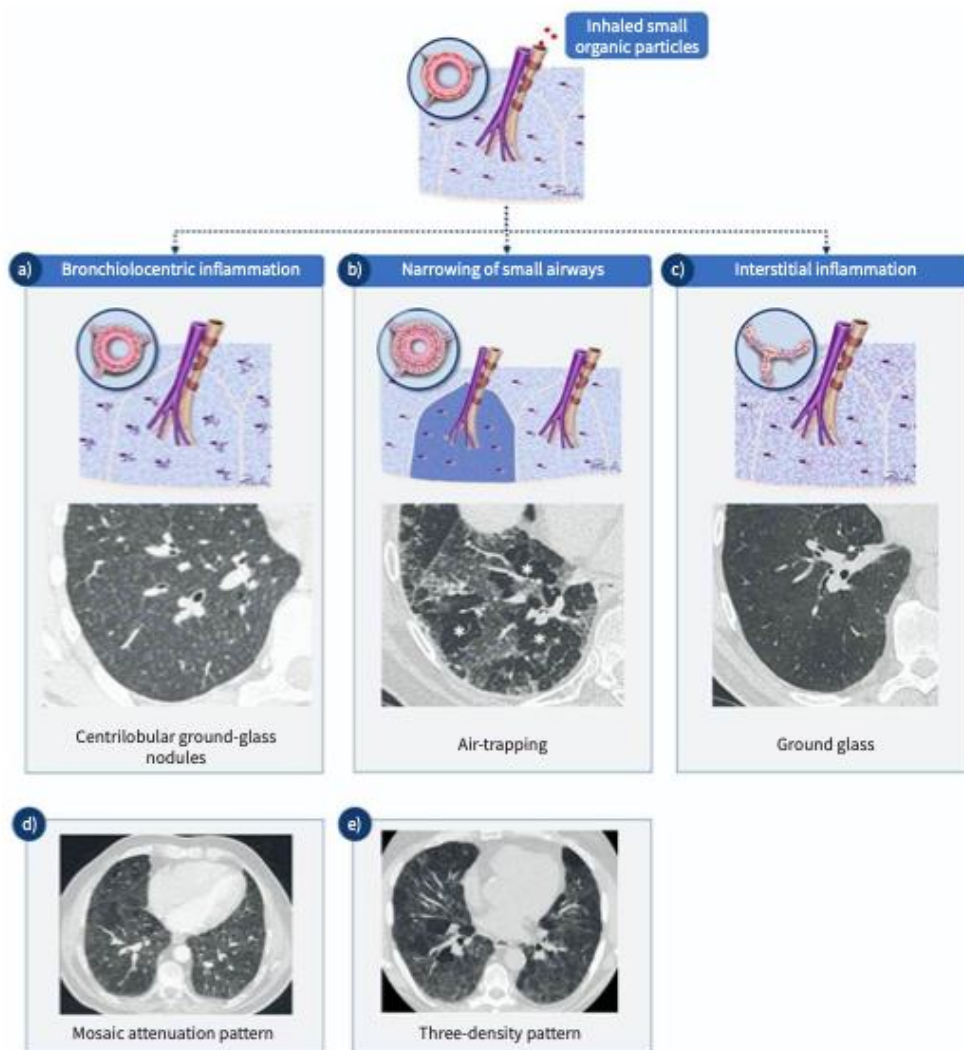 Inhaled small
organic particles
a)
Bronchiolocentric inflammation
b)
Narrowing of small airways
c)
Interstitial inflammation
*
*
*
Centrilobular ground-glass
nodules
Air-trapping
Ground glass
d)
e)
Mosaic attenuation pattern
Three-density pattern